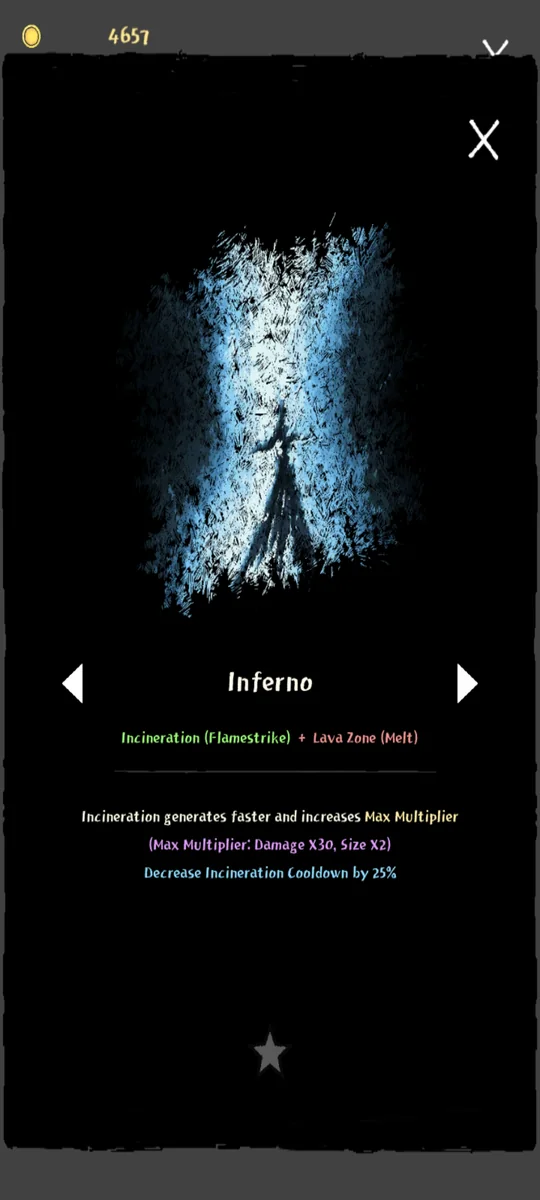 4657
X
Inferno
Incineration (Flamestrike) + Lava Zone (Melt)
Incineration generates faster and increases Max Multiplier
(Max Multiplier: Damage X30, Size X2)
Decrease Incineration Cooldown by 25%